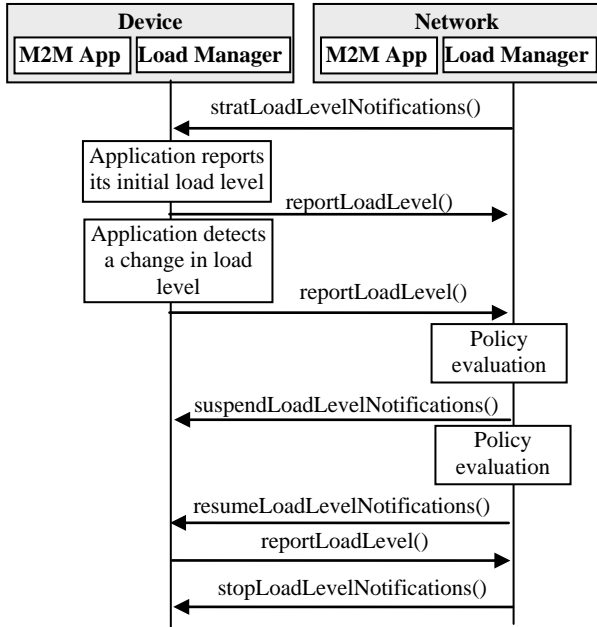 Device
Network
M2M App
Load Manager
M2M App
Load Manager
stratLoadLevelNotifications()
Application reports
its initial load level
reportLoadLevel()
Application detects
a change in load
level
reportLoadLevel()
Policy
evaluation
suspendLoadLevelNotifications()
Policy
evaluation
resumeLoadLevelNotifications()
reportLoadLevel()
stopLoadLevelNotifications()